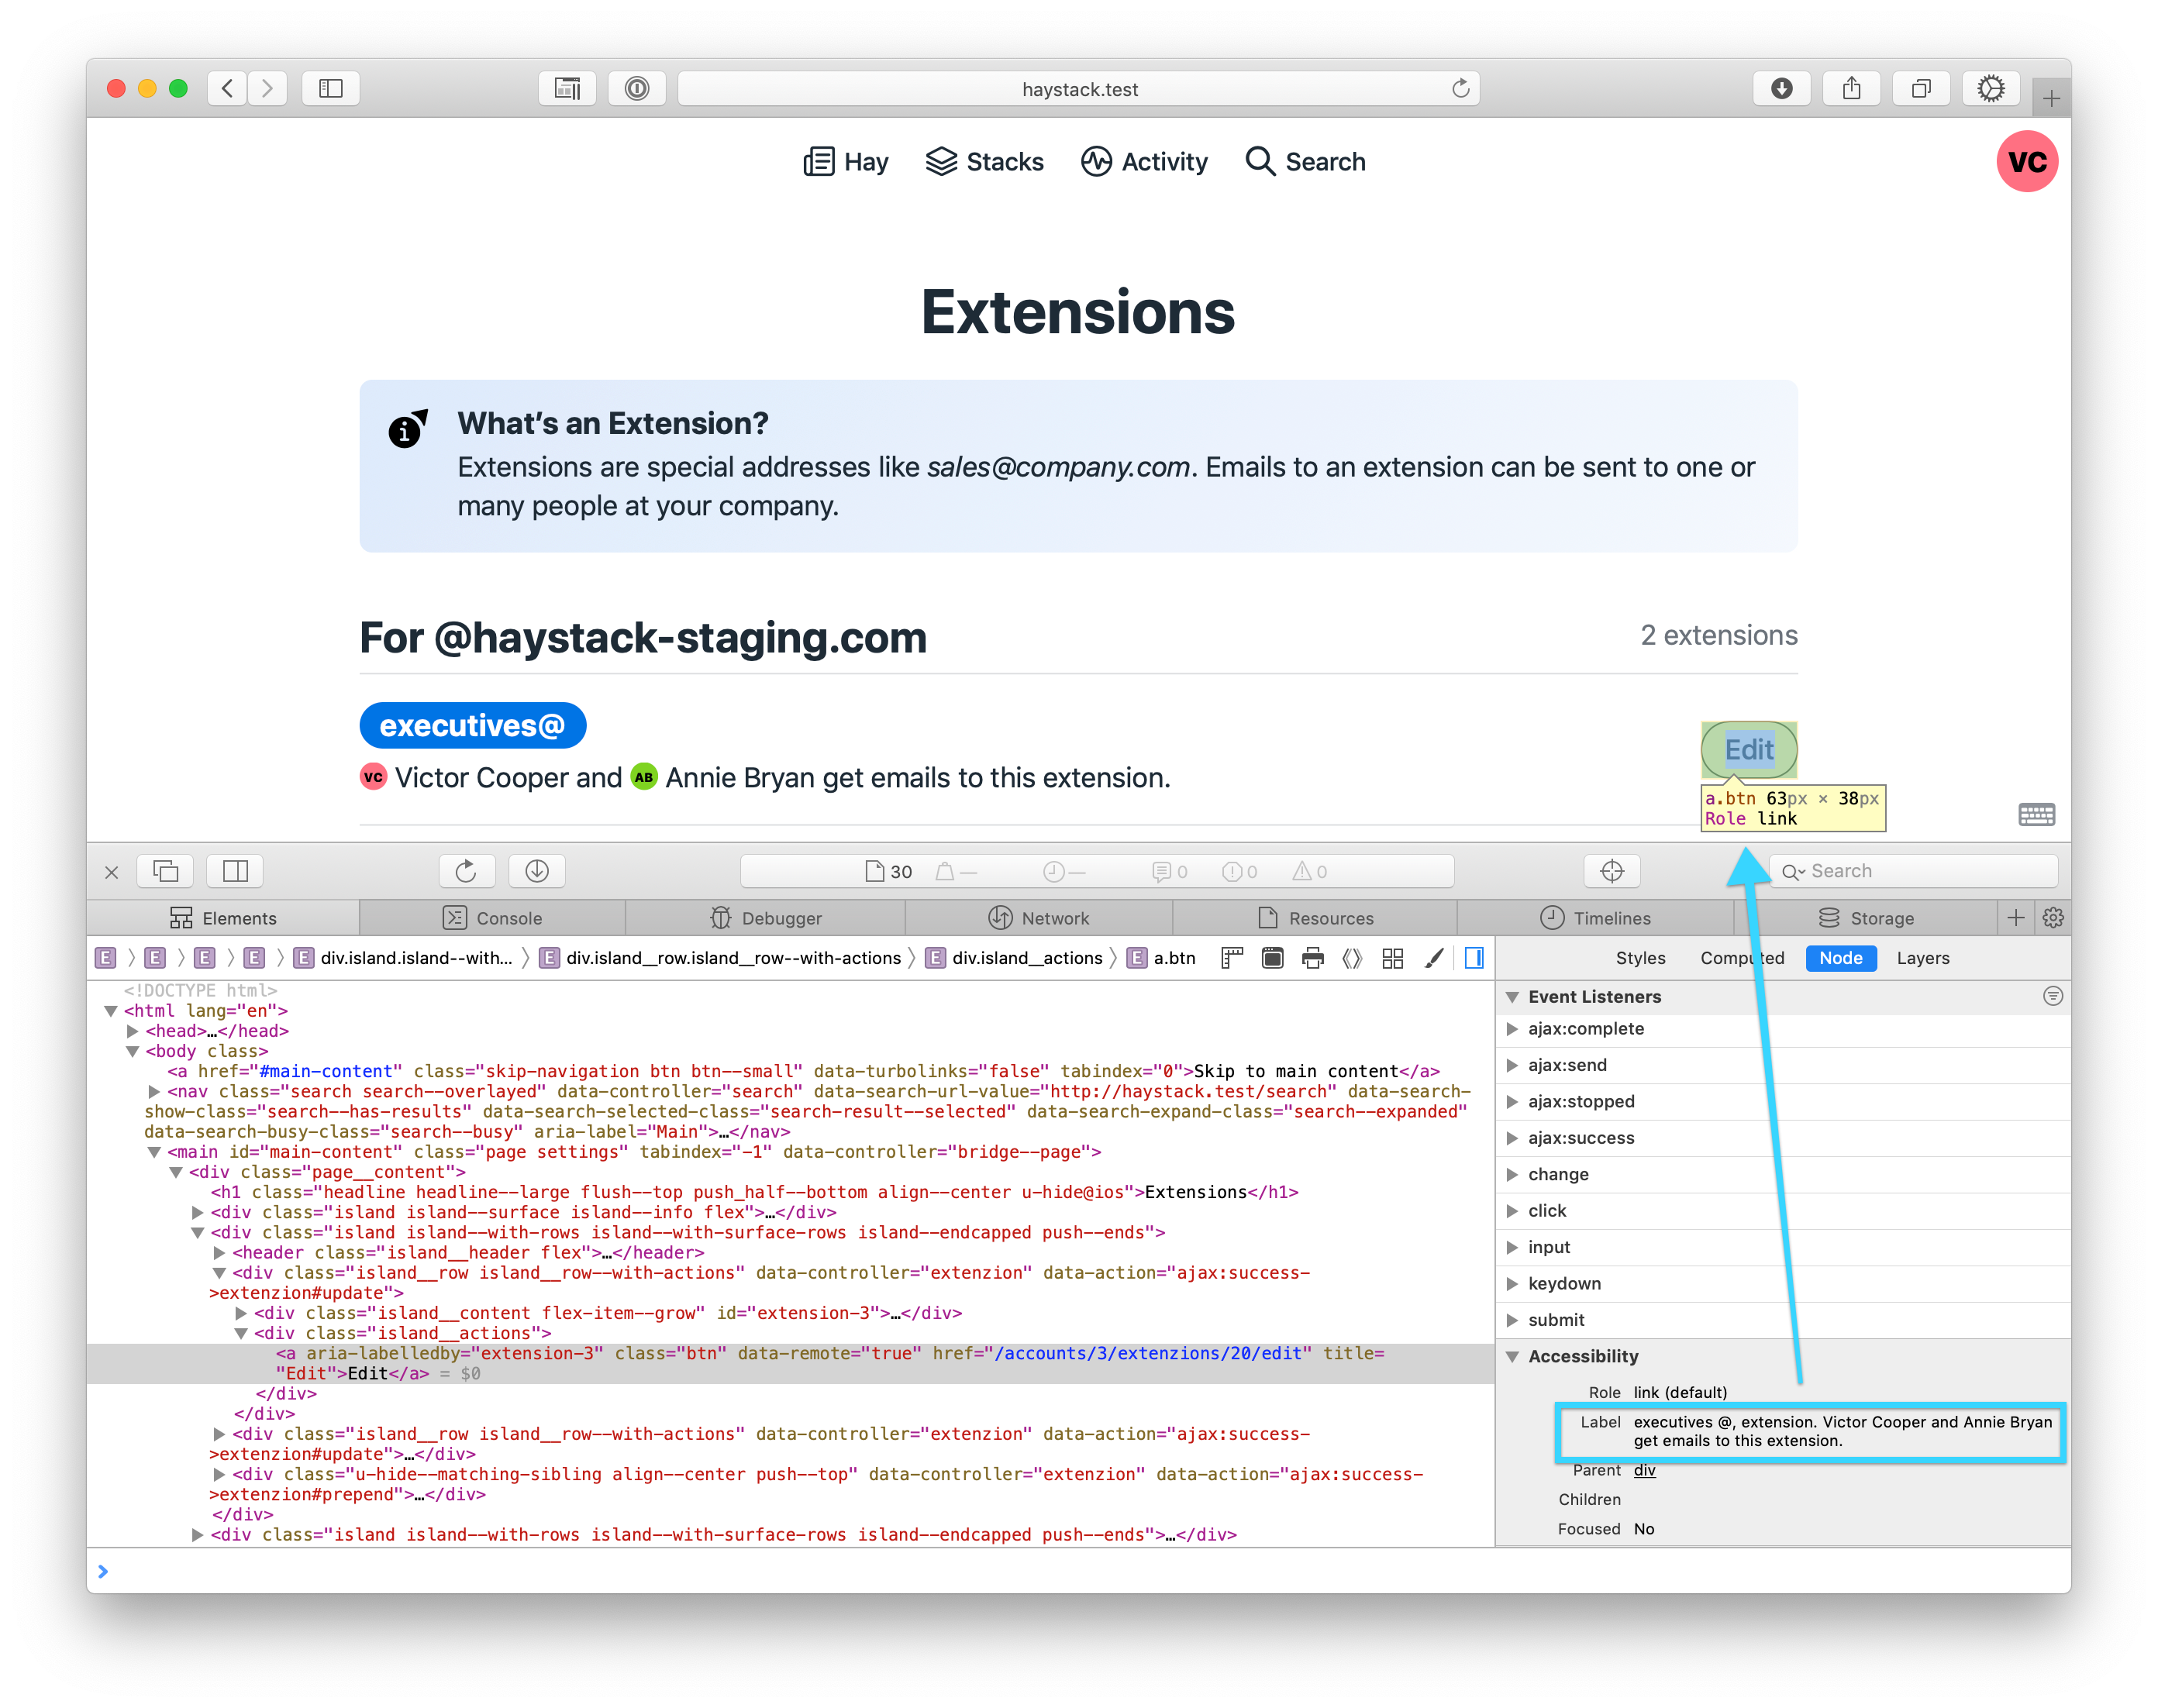 haystack.test
Hay Stacks Activity Search
VC
Extensions
What’s an Extension?
Extensions are special addresses like sales@company.com. Emails to an extension can be sent to one or
many people at your company.
For @haystack-staging.com
2 extensions
executives@
VC Victor Cooper and AB Annie Bryan get emails to this extension.
Edit
a.btn 63px × 38px
Role link
30 — — 0 0 0
Search
Elements Console Debugger Network Resources Timelines Storage
E E E E E div.island.island--with… E div.island__row.island__row--with-actions E div.island__actions E a.btn
Styles Computed Node Layers
<!DOCTYPE html>
<html lang="en">
<head>…</head>
<body class>
<a href="#main-content" class="skip-navigation btn btn--small" data-turbolinks="false" tabindex="0">Skip to main content</a>
<nav class="search search--overlayed" data-controller="search" data-search-url-value="http://haystack.test/search" data-search-
show-class="search--has-results" data-search-selected-class="search-result--selected" data-search-expand-class="search--expanded"
data-search-busy-class="search--busy" aria-label="Main">…</nav>
<main id="main-content" class="page settings" tabindex="-1" data-controller="bridge--page">
<div class="page__content">
<h1 class="headline headline--large flush--top push_half--bottom align--center u-hide@ios">Extensions</h1>
<div class="island island--surface island--info flex">…</div>
<div class="island island--with-rows island--with-surface-rows island--endcapped push--ends">
<header class="island__header flex">…</header>
<div class="island__row island__row--with-actions" data-controller="extenzion" data-action="ajax:success-
>extenzion#update">
<div class="island__content flex-item--grow" id="extension-3">…</div>
<div class="island__actions">
<a aria-labelledby="extension-3" class="btn" data-remote="true" href="/accounts/3/extenzions/20/edit" title=
"Edit">Edit</a> = $0
</div>
</div>
<div class="island__row island__row--with-actions" data-controller="extenzion" data-action="ajax:success-
>extenzion#update">…</div>
<div class="u-hide--matching-sibling align--center push--top" data-controller="extenzion" data-action="ajax:success-
>extenzion#prepend">…</div>
</div>
<div class="island island--with-rows island--with-surface-rows island--endcapped push--ends">…</div>
Event Listeners
ajax:complete
ajax:send
ajax:stopped
ajax:success
change
click
input
keydown
submit
Accessibility
Role link (default)
Label executives @, extension. Victor Cooper and Annie Bryan
get emails to this extension.
Parent div
Children
Focused No